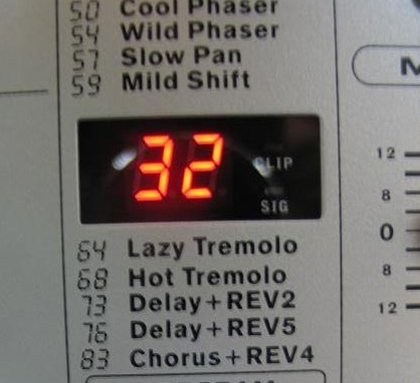 50 Cool Phaser
54 Wild Phaser
57 Slow Pan
59 Mild Shift
32
CLIP
SIG
64 Lazy Tremolo
68 Hot Tremolo
73 Delay+REV2
76 Delay+REV5
83 Chorus+REV4
M
12
8
0
8
12